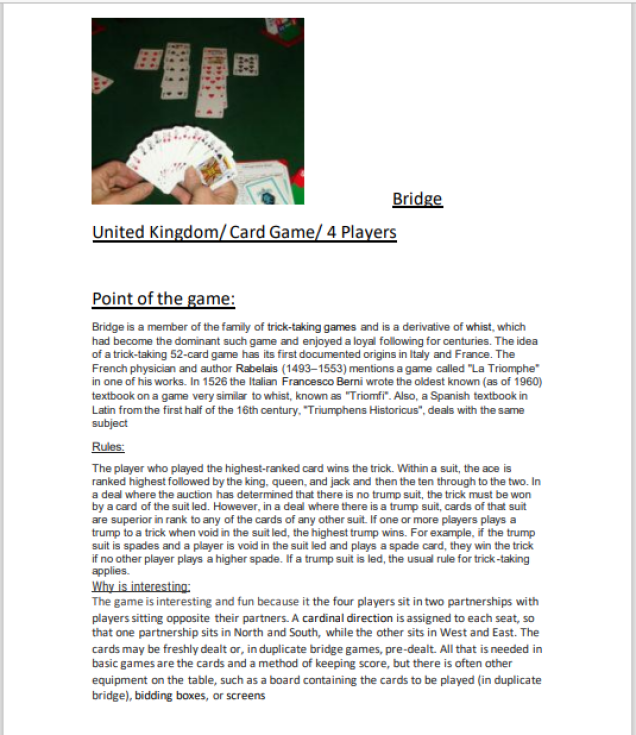 Bridge
United Kingdom/ Card Game/ 4 Players
Point of the game:
Bridge is a member of the family of trick-taking games and is a derivative of whist, which
had become the dominant such game and enjoyed a loyal following for centuries. The idea
of a trick-taking 52-card game has its first documented origins in Italy and France. The
French physician and author Rabelais (1493–1553) mentions a game called "La Triomphe"
in one of his works. In 1526 the Italian Francesco Berni wrote the oldest known (as of 1960)
textbook on a game very similar to whist, known as "Triomfi". Also, a Spanish textbook in
Latin from the first half of the 16th century, "Triumphens Historicus", deals with the same
subject
Rules:
The player who played the highest-ranked card wins the trick. Within a suit, the ace is
ranked highest followed by the king, queen, and jack and then the ten through to the two. In
a deal where the auction has determined that there is no trump suit, the trick must be won
by a card of the suit led. However, in a deal where there is a trump suit, cards of that suit
are superior in rank to any of the cards of any other suit. If one or more players plays a
trump to a trick when void in the suit led, the highest trump wins. For example, if the trump
suit is spades and a player is void in the suit led and plays a spade card, they win the trick
if no other player plays a higher spade. If a trump suit is led, the usual rule for trick-taking
applies.
Why is interesting:
The game is interesting and fun because it the four players sit in two partnerships with
players sitting opposite their partners. A cardinal direction is assigned to each seat, so
that one partnership sits in North and South, while the other sits in West and East. The
cards may be freshly dealt or, in duplicate bridge games, pre-dealt. All that is needed in
basic games are the cards and a method of keeping score, but there is often other
equipment on the table, such as a board containing the cards to be played (in duplicate
bridge), bidding boxes, or screens